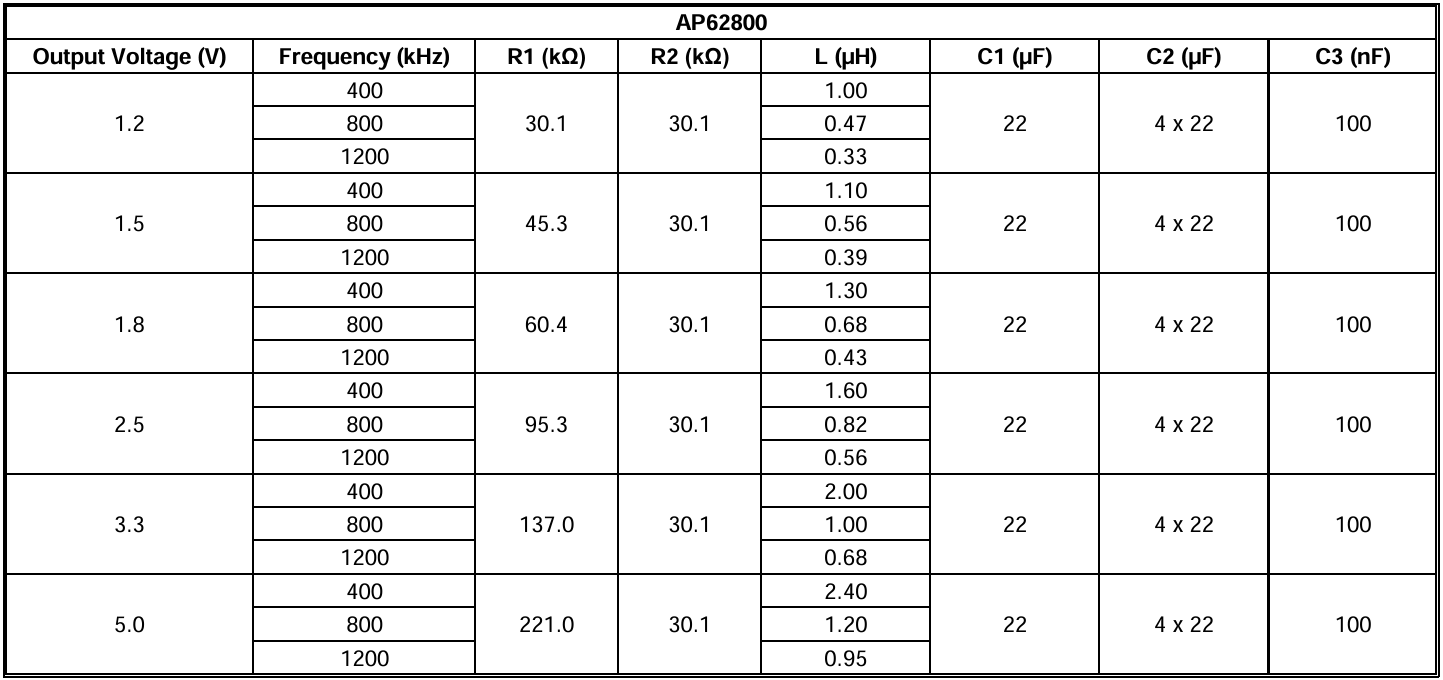 AP62800
Output Voltage (V) Frequency (kHz) R1 (kΩ) R2 (kΩ) L (µH) C1 (µF) C2 (µF) C3 (nF)
400 1.00
1.2 800 30.1 30.1 0.47 22 4 x 22 100
1200 0.33
400 1.10
1.5 800 45.3 30.1 0.56 22 4 x 22 100
1200 0.39
400 1.30
1.8 800 60.4 30.1 0.68 22 4 x 22 100
1200 0.43
400 1.60
2.5 800 95.3 30.1 0.82 22 4 x 22 100
1200 0.56
400 2.00
3.3 800 137.0 30.1 1.00 22 4 x 22 100
1200 0.68
400 2.40
5.0 800 221.0 30.1 1.20 22 4 x 22 100
1200 0.95